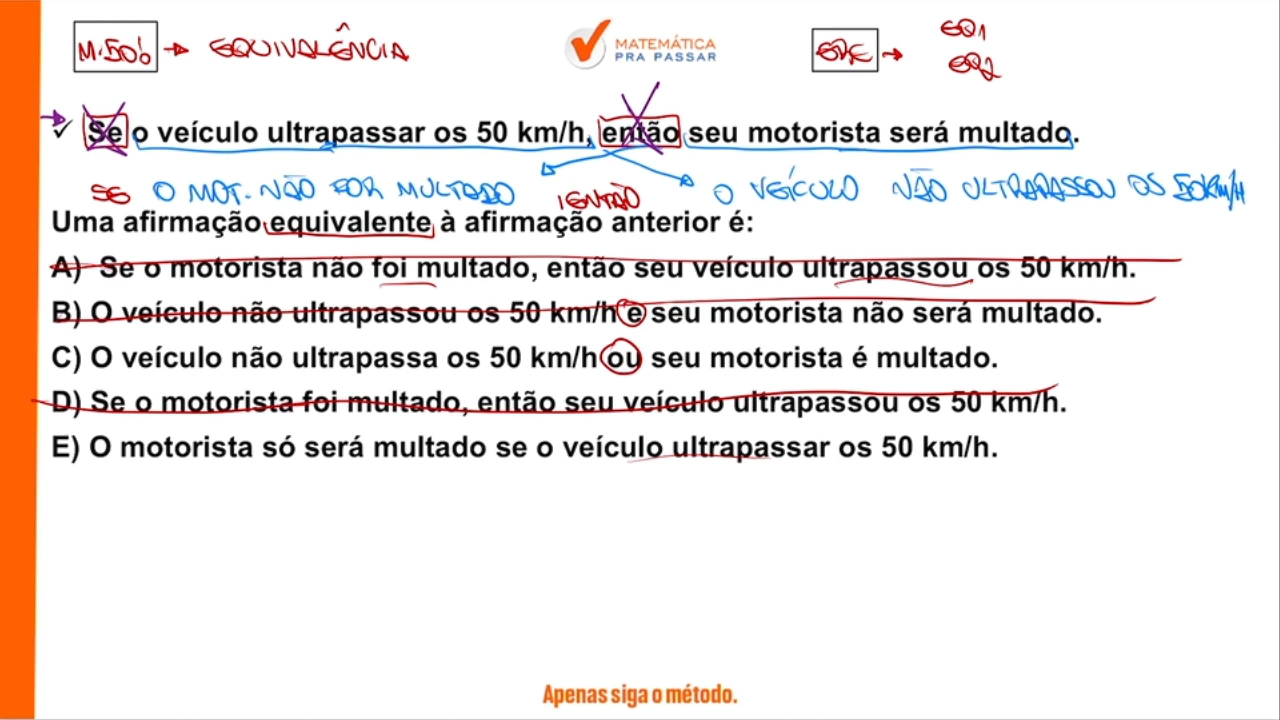 M.50% → EQUIVALÊNCIA
MATEMÁTICA
PRA PASSAR
→ EQ1
EQ2
✓ Se o veículo ultrapassar os 50 km/h, então seu motorista será multado.
SE O MOT. NÃO FOR MULTADO, ENTÃO O VEÍCULO NÃO ULTRAPASSOU OS 50KM/H
Uma afirmação equivalente à afirmação anterior é:
A) Se o motorista não foi multado, então seu veículo ultrapassou os 50 km/h.
B) O veículo não ultrapassou os 50 km/h e seu motorista não será multado.
C) O veículo não ultrapassa os 50 km/h ou seu motorista é multado.
D) Se o motorista foi multado, então seu veículo ultrapassou os 50 km/h.
E) O motorista só será multado se o veículo ultrapassar os 50 km/h.
Apenas siga o método.